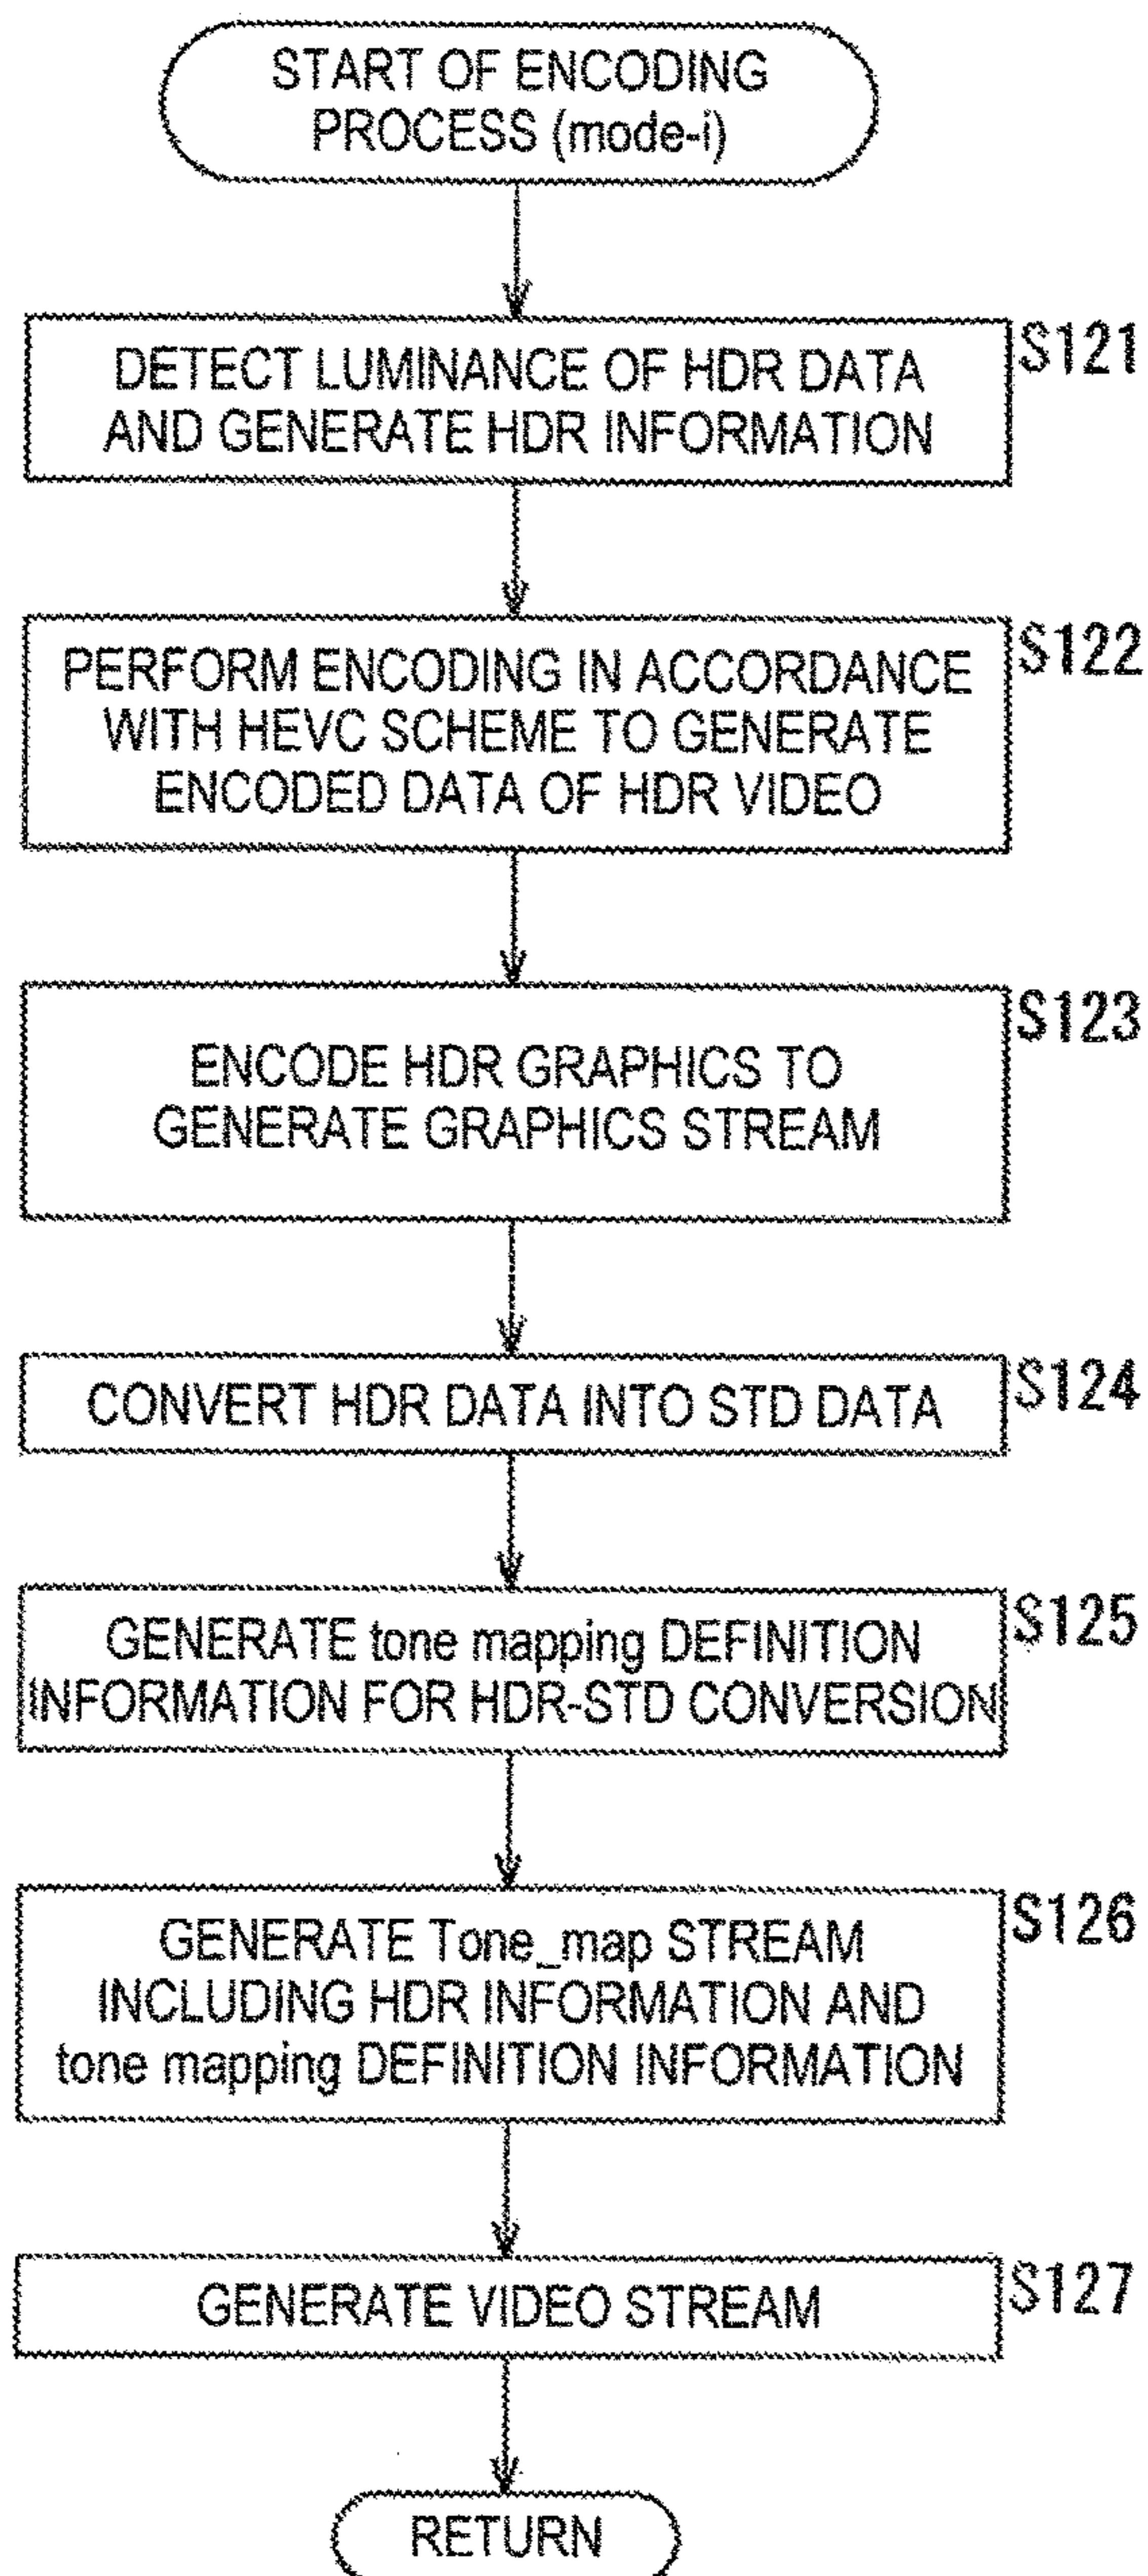 START OF ENCODING
PROCESS (mode-i)
DETECT LUMINANCE OF HDR DATA
AND GENERATE HDR INFORMATION
S121
PERFORM ENCODING IN ACCORDANCE
WITH HEVC SCHEME TO GENERATE
ENCODED DATA OF HDR VIDEO
S122
ENCODE HDR GRAPHICS TO
GENERATE GRAPHICS STREAM
S123
CONVERT HDR DATA INTO STD DATA
S124
GENERATE tone mapping DEFINITION
INFORMATION FOR HDR-STD CONVERSION
S125
GENERATE Tone_map STREAM
INCLUDING HDR INFORMATION AND
tone mapping DEFINITION INFORMATION
S126
GENERATE VIDEO STREAM
S127
RETURN